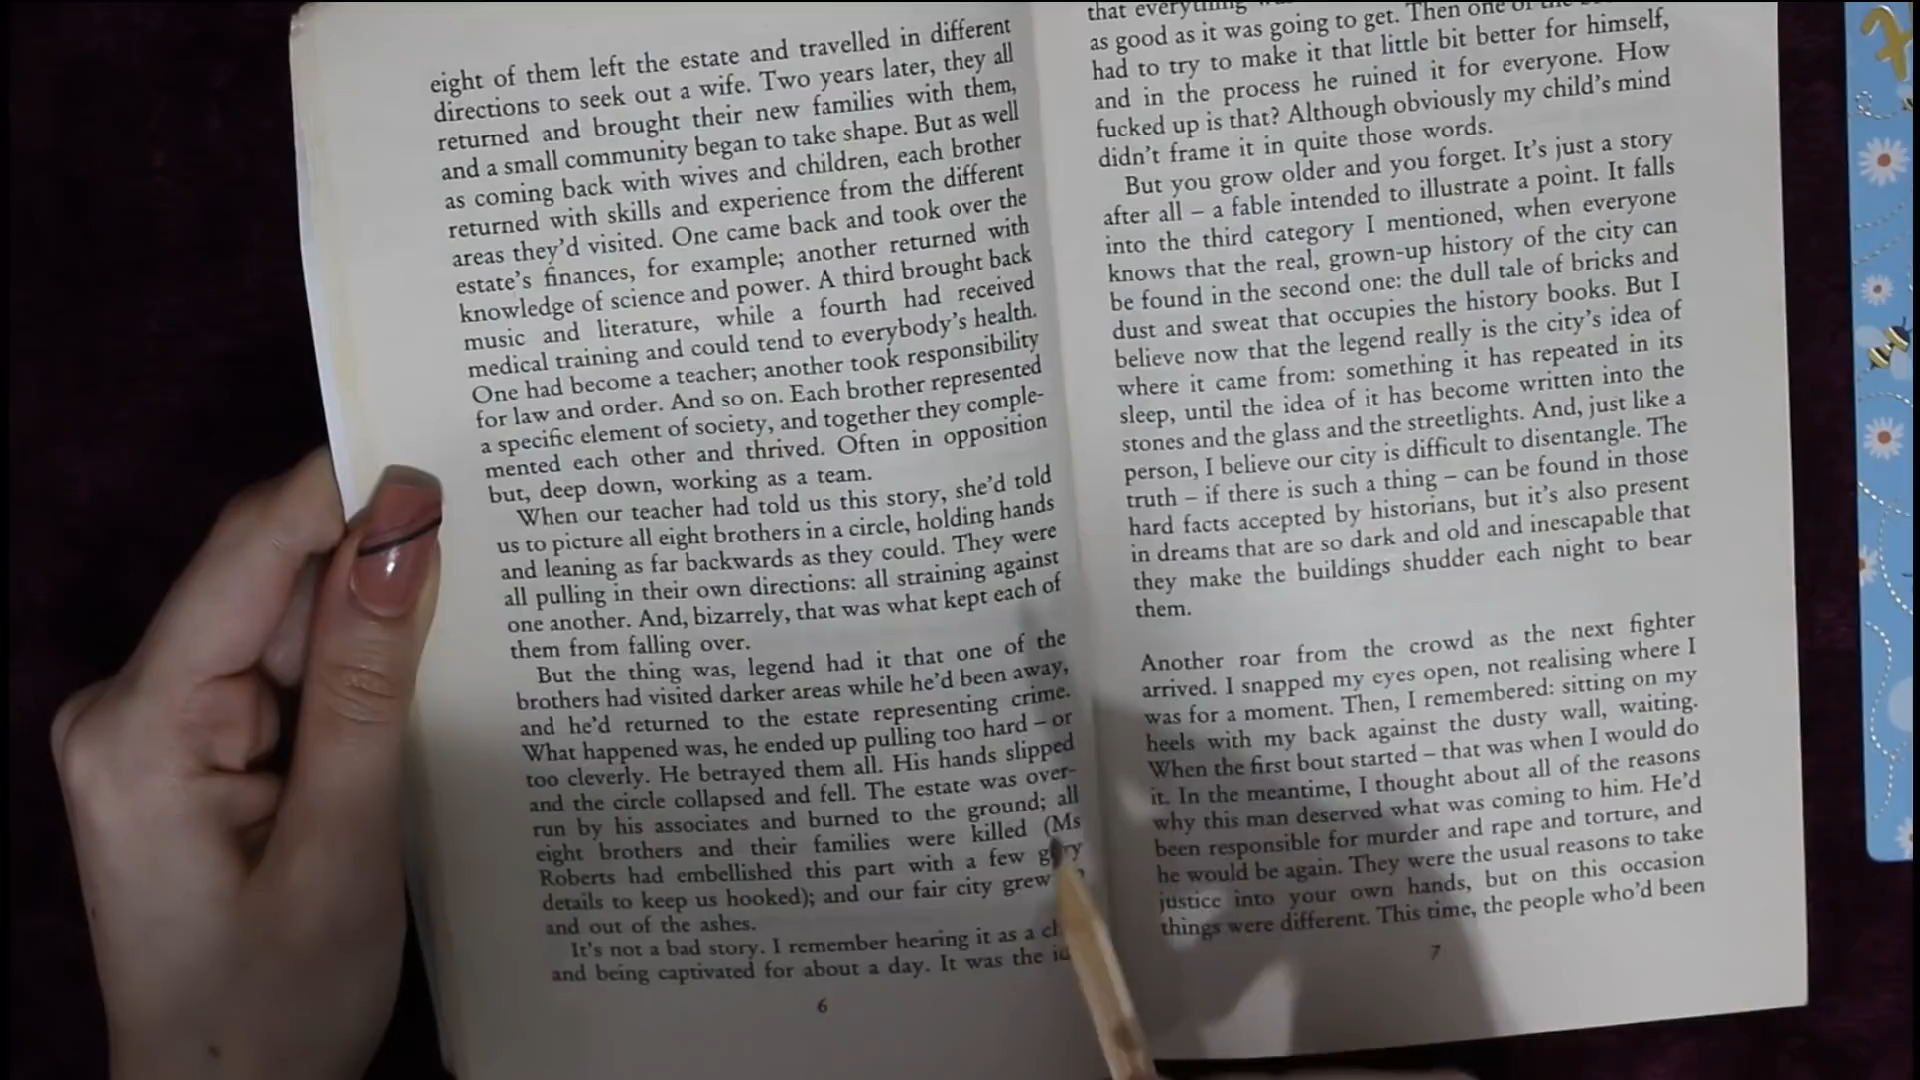 eight of them left the estate and travelled in different
directions to seek out a wife. Two years later, they all
returned and brought their new families with them,
and a small community began to take shape. But as well
as coming back with wives and children, each brother
returned with skills and experience from the different
areas they'd visited. One came back and took over the
estate's finances, for example; another returned with
knowledge of science and power. A third brought back
music and literature, while a fourth had received
medical training and could tend to everybody's health.
One had become a teacher; another took responsibility
for law and order. And so on. Each brother represented
a specific element of society, and together they comple-
mented each other and thrived. Often in opposition
but, deep down, working as a team.
When our teacher had told us this story, she'd told
us to picture all eight brothers in a circle, holding hands
and leaning as far backwards as they could. They were
all pulling in their own directions: all straining against
one another. And, bizarrely, that was what kept each of
them from falling over.
But the thing was, legend had it that one of the
brothers had visited darker areas while he'd been away,
and he'd returned to the estate representing crime.
What happened was, he ended up pulling too hard – or
too cleverly. He betrayed them all. His hands slipped
and the circle collapsed and fell. The estate was over-
run by his associates and burned to the ground; all
eight brothers and their families were killed (Ms
Roberts had embellished this part with a few gory
details to keep us hooked); and our fair city grew
and out of the ashes.
It's not a bad story. I remember hearing it as a
and being captivated for about a day. It was the
6
that everything
as good as it was going to get. Then one of the
had to try to make it that little bit better for himself,
and in the process he ruined it for everyone. How
fucked up is that? Although obviously my child's mind
didn't frame it in quite those words.
But you grow older and you forget. It's just a story
after all – a fable intended to illustrate a point. It falls
into the third category I mentioned, when everyone
knows that the real, grown-up history of the city can
be found in the second one: the dull tale of bricks and
dust and sweat that occupies the history books. But I
believe now that the legend really is the city's idea of
where it came from: something it has repeated in its
sleep, until the idea of it has become written into the
stones and the glass and the streetlights. And, just like a
person, I believe our city is difficult to disentangle. The
truth – if there is such a thing – can be found in those
hard facts accepted by historians, but it's also present
in dreams that are so dark and old and inescapable that
they make the buildings shudder each night to bear
them.
Another roar from the crowd as the next fighter
arrived. I snapped my eyes open, not realising where I
was for a moment. Then, I remembered: sitting on my
heels with my back against the dusty wall, waiting.
When the first bout started – that was when I would do
it. In the meantime, I thought about all of the reasons
why this man deserved what was coming to him. He'd
been responsible for murder and rape and torture, and
he would be again. They were the usual reasons to take
justice into your own hands, but on this occasion
things were different. This time, the people who'd been
7